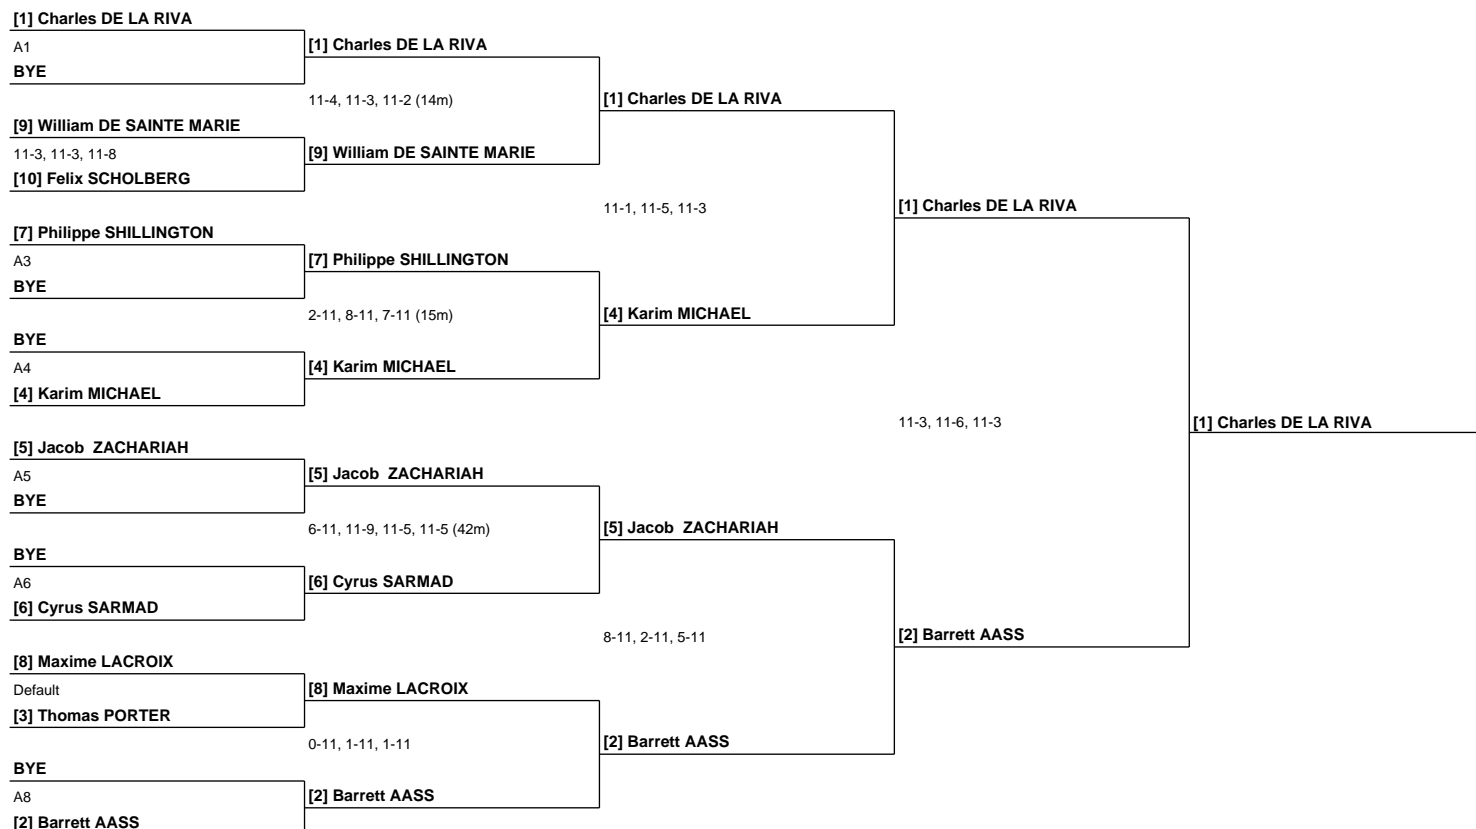 [1] Charles DE LA RIVA
A1
BYE
[1] Charles DE LA RIVA
11-4, 11-3, 11-2 (14m)
[9] William DE SAINTE MARIE
11-3, 11-3, 11-8
[10] Felix SCHOLBERG
[9] William DE SAINTE MARIE
[1] Charles DE LA RIVA
11-1, 11-5, 11-3
[7] Philippe SHILLINGTON
A3
BYE
[7] Philippe SHILLINGTON
2-11, 8-11, 7-11 (15m)
BYE
A4
[4] Karim MICHAEL
[4] Karim MICHAEL
[4] Karim MICHAEL
[1] Charles DE LA RIVA
11-3, 11-6, 11-3
[1] Charles DE LA RIVA
[5] Jacob  ZACHARIAH
A5
BYE
[5] Jacob  ZACHARIAH
6-11, 11-9, 11-5, 11-5 (42m)
BYE
A6
[6] Cyrus SARMAD
[6] Cyrus SARMAD
[5] Jacob  ZACHARIAH
8-11, 2-11, 5-11
[2] Barrett AASS
[8] Maxime LACROIX
Default
[3] Thomas PORTER
[8] Maxime LACROIX
0-11, 1-11, 1-11
[2] Barrett AASS
BYE
A8
[2] Barrett AASS
[2] Barrett AASS